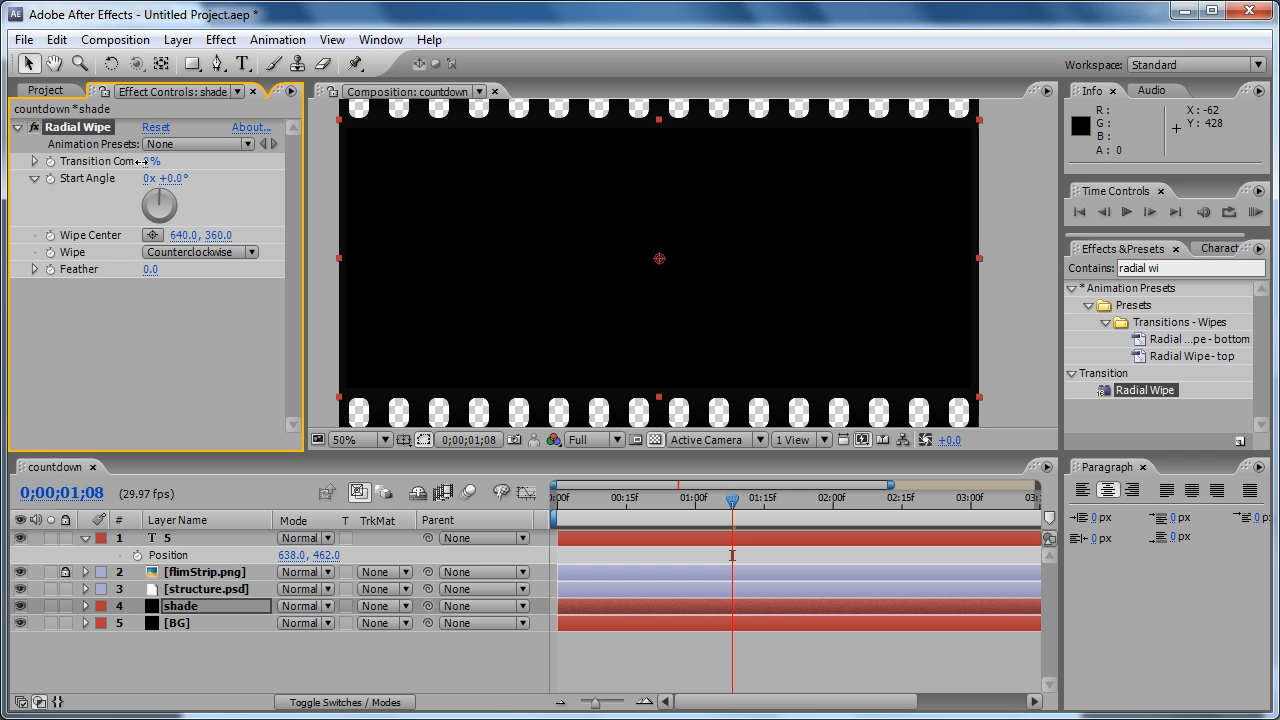 Adobe After Effects - Untitled Project.aep *
File Edit Composition Layer Effect Animation View Window Help
Workspace: Standard
Project Effect Controls: shade
Composition: countdown
Info Audio
countdown * shade
Radial Wipe Reset About...
Animation Presets: None
Transition Com %
Start Angle 0x +0.0°
Wipe Center 640.0, 360.0
Wipe Counterclockwise
Feather 0.0
R :
G :
B :
A : 0
X : -62
Y : 428
Time Controls
Effects & Presets Charact
Contains: radial wi
* Animation Presets
Presets
Transitions - Wipes
Radial ...pe - bottom
Radial Wipe - top
Transition
Radial Wipe
50% 0;00;01;08 Full Active Camera 1 View +0.0
countdown
0;00;01;08 (29.97 fps)
:00f 00:15f 01:00f 01:15f 02:00f 02:15f 03:00f 03:
# Layer Name Mode T TrkMat Parent
1 T 5 Normal None
Position 638.0, 462.0
2 [flimStrip.png] Normal None None
3 [structure.psd] Normal None None
4 shade Normal None None
5 [BG] Normal None None
Toggle Switches / Modes
Paragraph
0 px 0 px 0 px
0 px 0 px